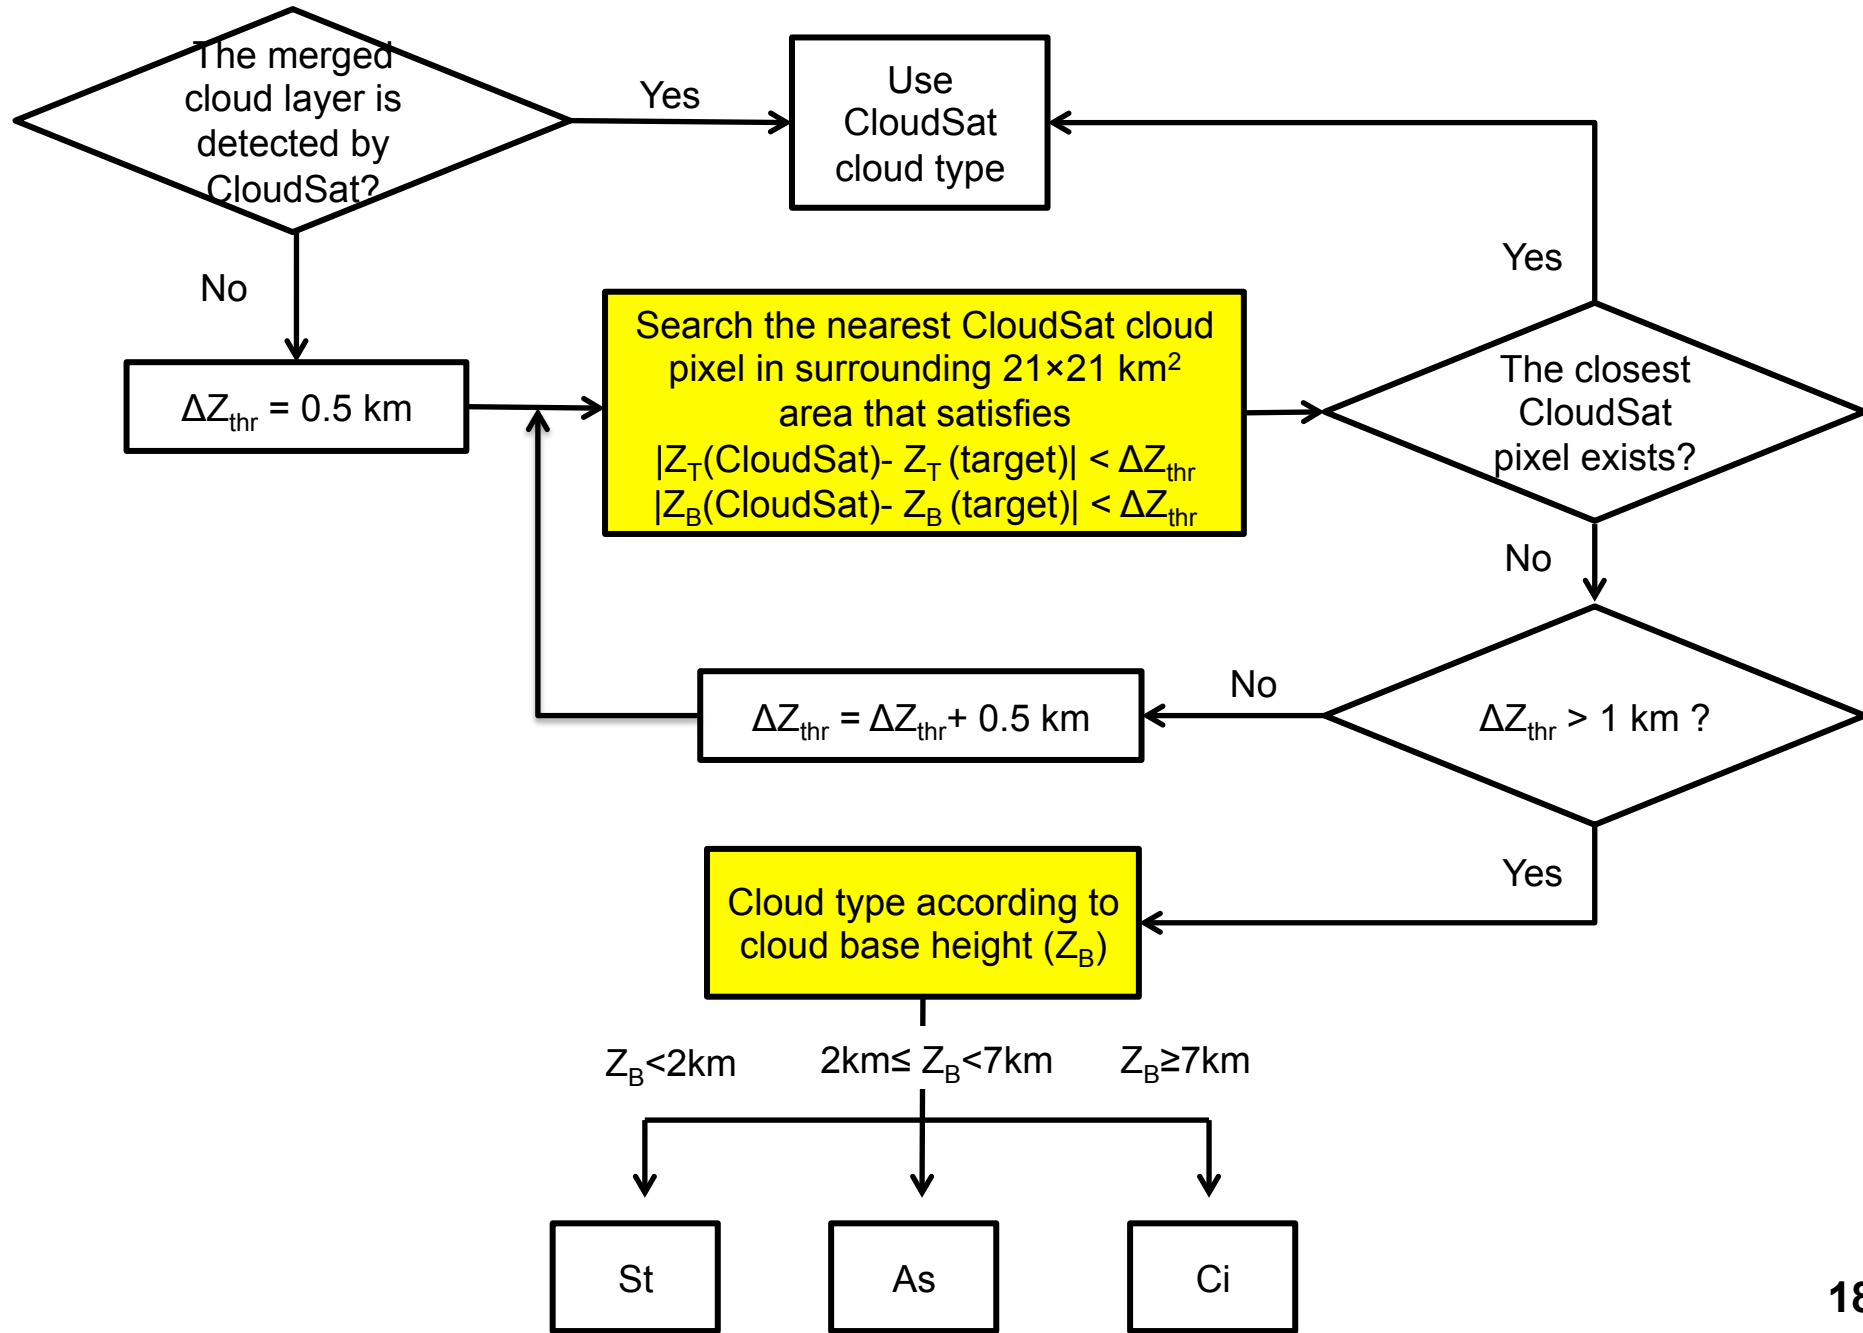 The merged
cloud layer is
detected by
CloudSat?
Yes
Use
CloudSat
cloud type
No
Yes
ΔZthr = 0.5 km
Search the nearest CloudSat cloud
pixel in surrounding 21×21 km²
area that satisfies
|ZT(CloudSat)- ZT (target)| < ΔZthr
|ZB(CloudSat)- ZB (target)| < ΔZthr
The closest
CloudSat
pixel exists?
No
ΔZthr > 1 km ?
No
ΔZthr = ΔZthr+ 0.5 km
Yes
Cloud type according to
cloud base height (ZB)
ZB<2km
2km≤ ZB<7km
ZB≥7km
St
As
Ci
18